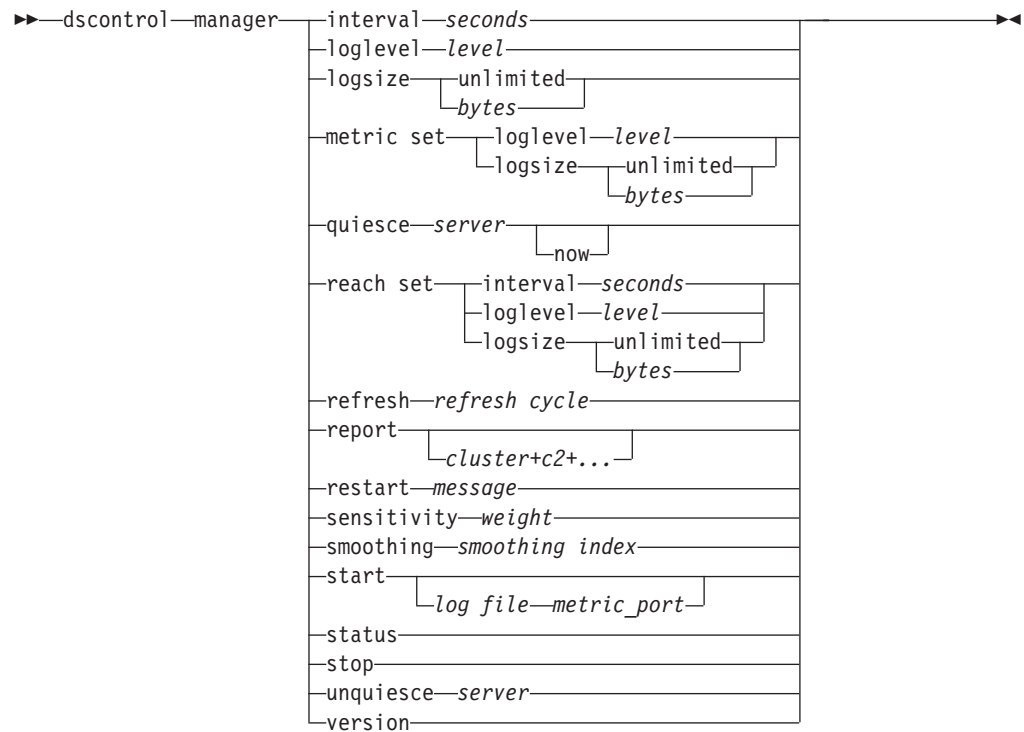 dscontrol manager interval seconds
loglevel level
logsize unlimited
bytes
metric set loglevel level
logsize unlimited
bytes
quiesce server
now
reach set interval seconds
loglevel level
logsize unlimited
bytes
refresh refresh cycle
report
cluster+c2+...
restart message
sensitivity weight
smoothing smoothing index
start
log file metric_port
status
stop
unquiesce server
version